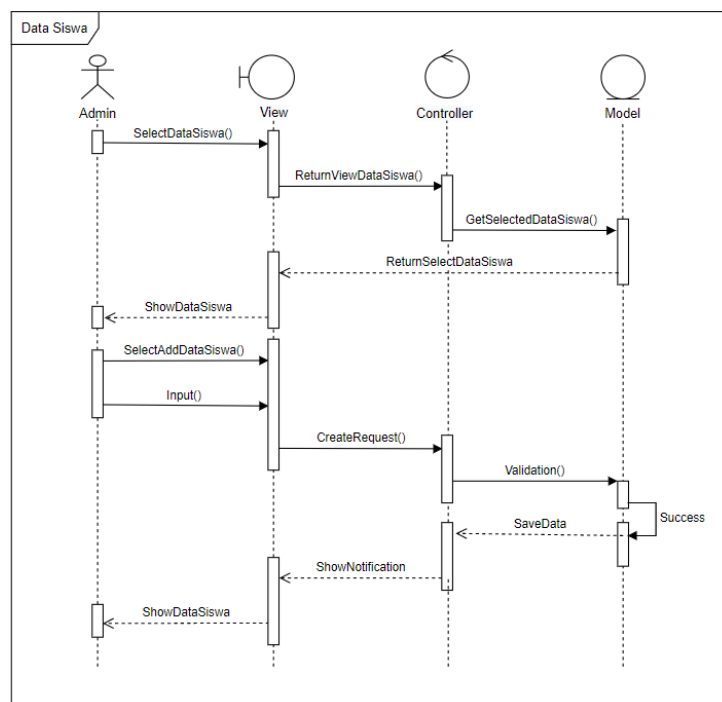 Data Siswa
Admin
View
Controller
Model
SelectDataSiswa()
ReturnViewDataSiswa()
GetSelectedDataSiswa()
ReturnSelectDataSiswa
ShowDataSiswa
SelectAddDataSiswa()
Input()
CreateRequest()
Validation()
Success
SaveData
ShowNotification
ShowDataSiswa